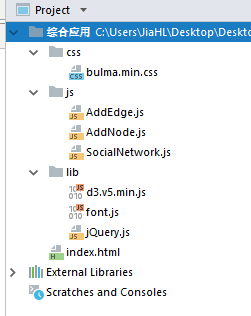 Project
综合应用 C:\Users\JiaHL\Desktop\Deskto
css
bulma.min.css
js
AddEdge.js
AddNode.js
SocialNetwork.js
lib
d3.v5.min.js
font.js
jQuery.js
index.html
External Libraries
Scratches and Consoles